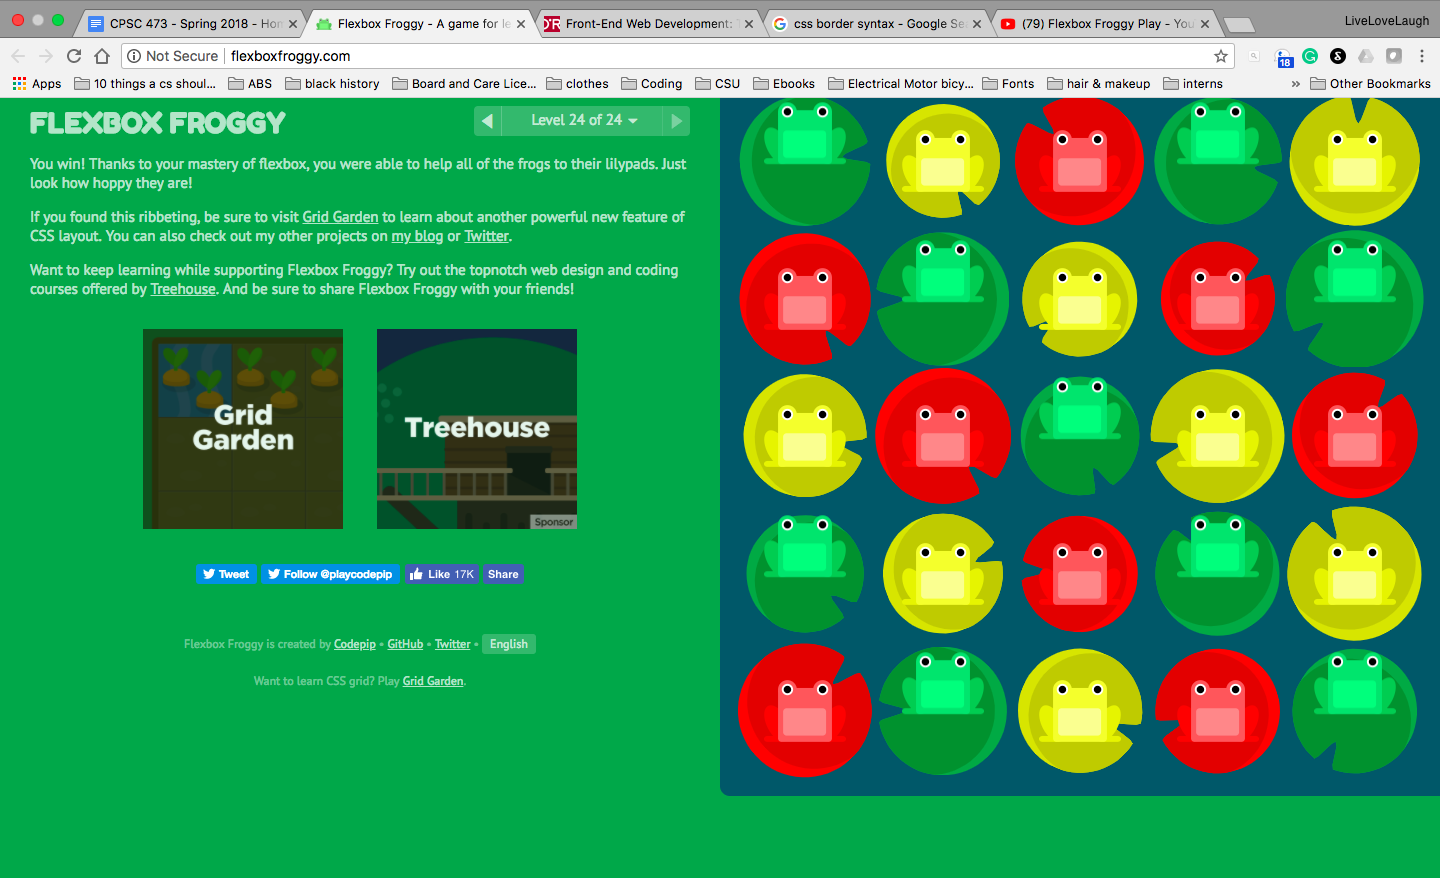 CPSC 473 - Spring 2018 - Hon
Flexbox Froggy - A game for le
Front-End Web Development: T
css border syntax - Google Se
(79) Flexbox Froggy Play - You
LiveLoveLaugh
Not Secure
flexboxfroggy.com
18
Apps
10 things a cs shoul...
ABS
black history
Board and Care Lice...
clothes
Coding
CSU
Ebooks
Electrical Motor bicy...
Fonts
hair & makeup
interns
»
Other Bookmarks
FLEXBOX FROGGY
Level 24 of 24
You win! Thanks to your mastery of flexbox, you were able to help all of the frogs to their lilypads. Just
look how hoppy they are!
If you found this ribbeting, be sure to visit Grid Garden to learn about another powerful new feature of
CSS layout. You can also check out my other projects on my blog or Twitter.
Want to keep learning while supporting Flexbox Froggy? Try out the topnotch web design and coding
courses offered by Treehouse. And be sure to share Flexbox Froggy with your friends!
Grid
Garden
Treehouse
Sponsor
Tweet
Follow @playcodepip
Like 17K
Share
Flexbox Froggy is created by Codepip • GitHub • Twitter • English
Want to learn CSS grid? Play Grid Garden.